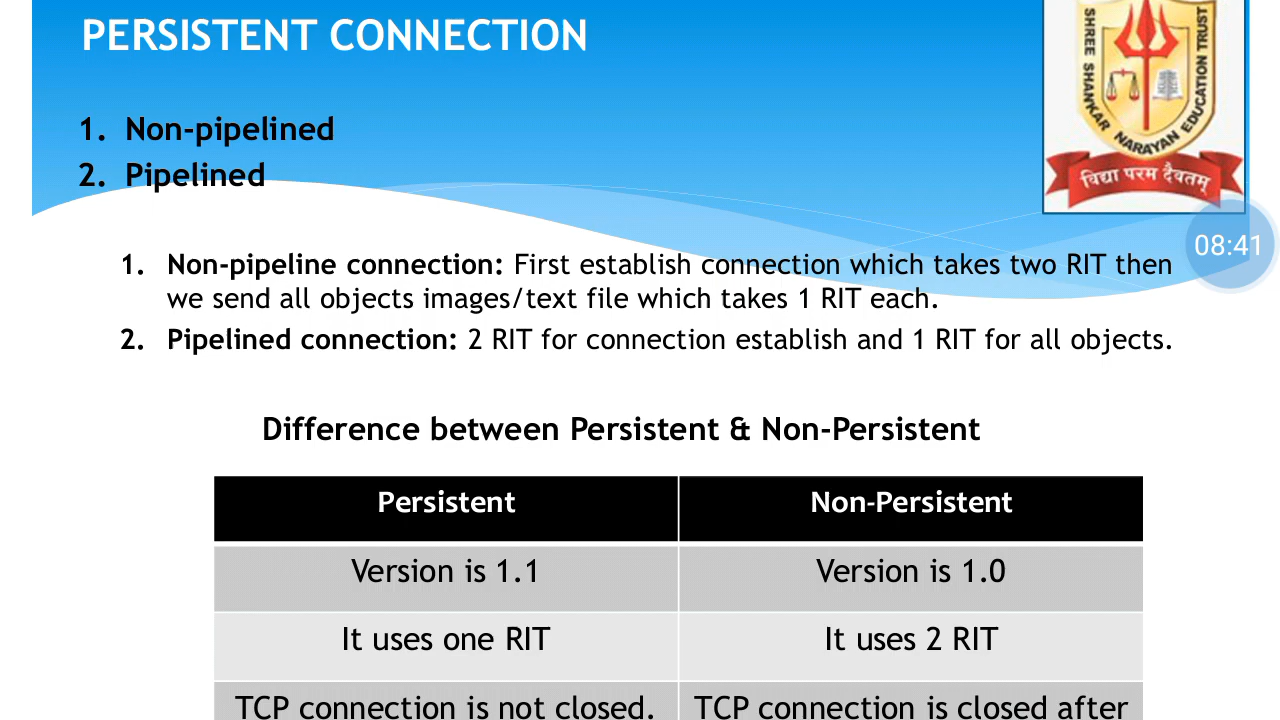 PERSISTENT CONNECTION
SHREE SHANKAR NARAYAN EDUCATION TRUST
विद्या परम दैवतम्
1. Non-pipelined
2. Pipelined
08:41
1. Non-pipeline connection: First establish connection which takes two RIT then
we send all objects images/text file which takes 1 RIT each.
2. Pipelined connection: 2 RIT for connection establish and 1 RIT for all objects.
Difference between Persistent & Non-Persistent
Persistent Non-Persistent
Version is 1.1 Version is 1.0
It uses one RIT It uses 2 RIT
TCP connection is not closed. TCP connection is closed after